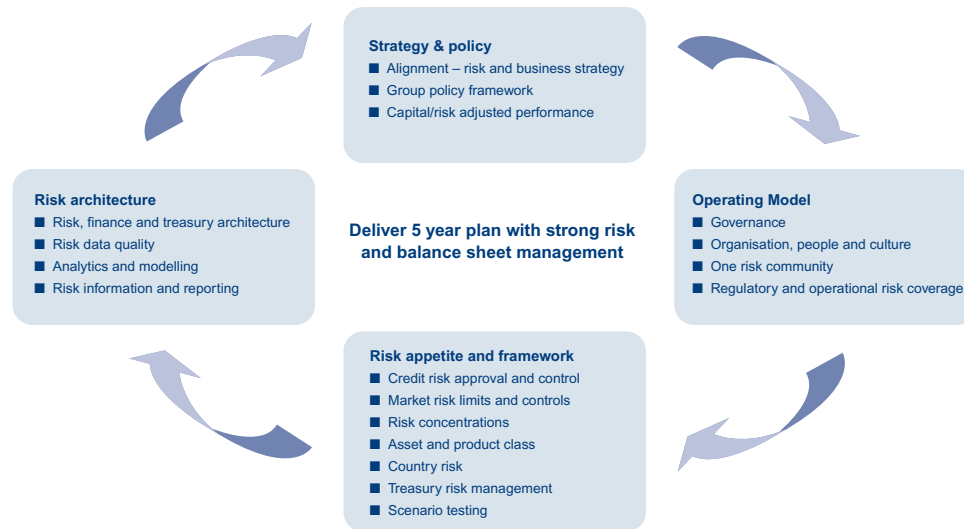 Strategy & policy
■ Alignment – risk and business strategy
■ Group policy framework
■ Capital/risk adjusted performance
Risk architecture
■ Risk, finance and treasury architecture
■ Risk data quality
■ Analytics and modelling
■ Risk information and reporting
Deliver 5 year plan with strong risk
and balance sheet management
Operating Model
■ Governance
■ Organisation, people and culture
■ One risk community
■ Regulatory and operational risk coverage
Risk appetite and framework
■ Credit risk approval and control
■ Market risk limits and controls
■ Risk concentrations
■ Asset and product class
■ Country risk
■ Treasury risk management
■ Scenario testing